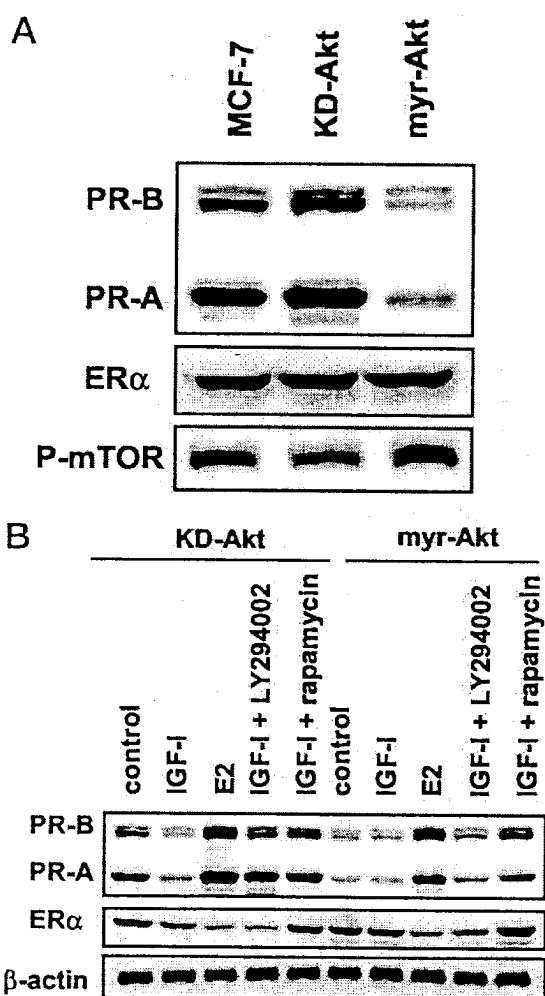 A
MCF-7
KD-Akt
myr-Akt
PR-B
PR-A
ERα
P-mTOR
B
KD-Akt
myr-Akt
control
IGF-I
E2
IGF-I + LY294002
IGF-I + rapamycin
control
IGF-I
E2
IGF-I + LY294002
IGF-I + rapamycin
PR-B
PR-A
ERα
β-actin